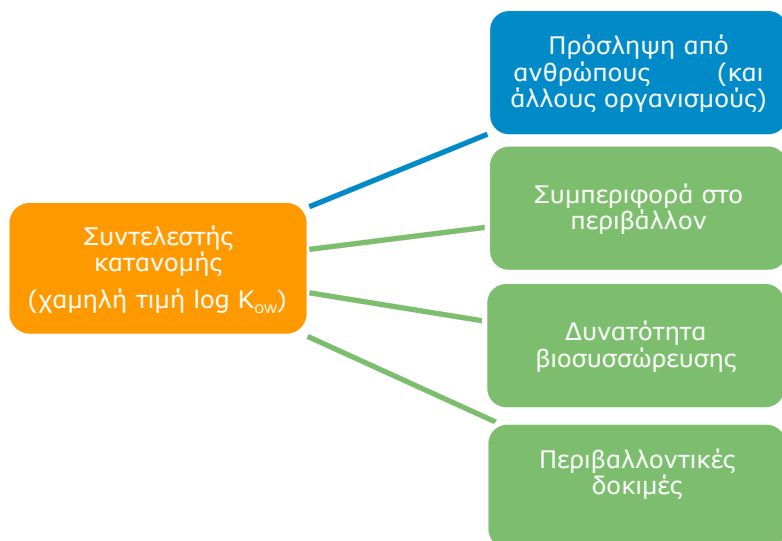 Πρόσληψη από
ανθρώπους (και
άλλους οργανισμούς)
Συμπεριφορά στο
περιβάλλον
Συντελεστής
κατανομής
(χαμηλή τιμή log Kow)
Δυνατότητα
βιοσυσσώρευσης
Περιβαλλοντικές
δοκιμές